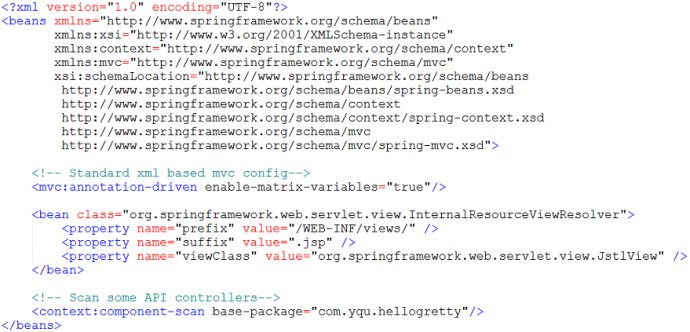 <?xml version="1.0" encoding="UTF-8"?>
<beans xmlns="http://www.springframework.org/schema/beans"
xmlns:xsi="http://www.w3.org/2001/XMLSchema-instance"
xmlns:context="http://www.springframework.org/schema/context"
xmlns:mvc="http://www.springframework.org/schema/mvc"
xsi:schemaLocation="http://www.springframework.org/schema/beans
http://www.springframework.org/schema/beans/spring-beans.xsd
http://www.springframework.org/schema/context
http://www.springframework.org/schema/context/spring-context.xsd
http://www.springframework.org/schema/mvc
http://www.springframework.org/schema/mvc/spring-mvc.xsd">
<!-- Standard xml based mvc config-->
<mvc:annotation-driven enable-matrix-variables="true"/>
<bean class="org.springframework.web.servlet.view.InternalResourceViewResolver">
<property name="prefix" value="/WEB-INF/views/" />
<property name="suffix" value=".jsp" />
<property name="viewClass" value="org.springframework.web.servlet.view.JstlView" />
</bean>
<!-- Scan some API controllers-->
<context:component-scan base-package="com.yqu.hellogretty"/>
</beans>